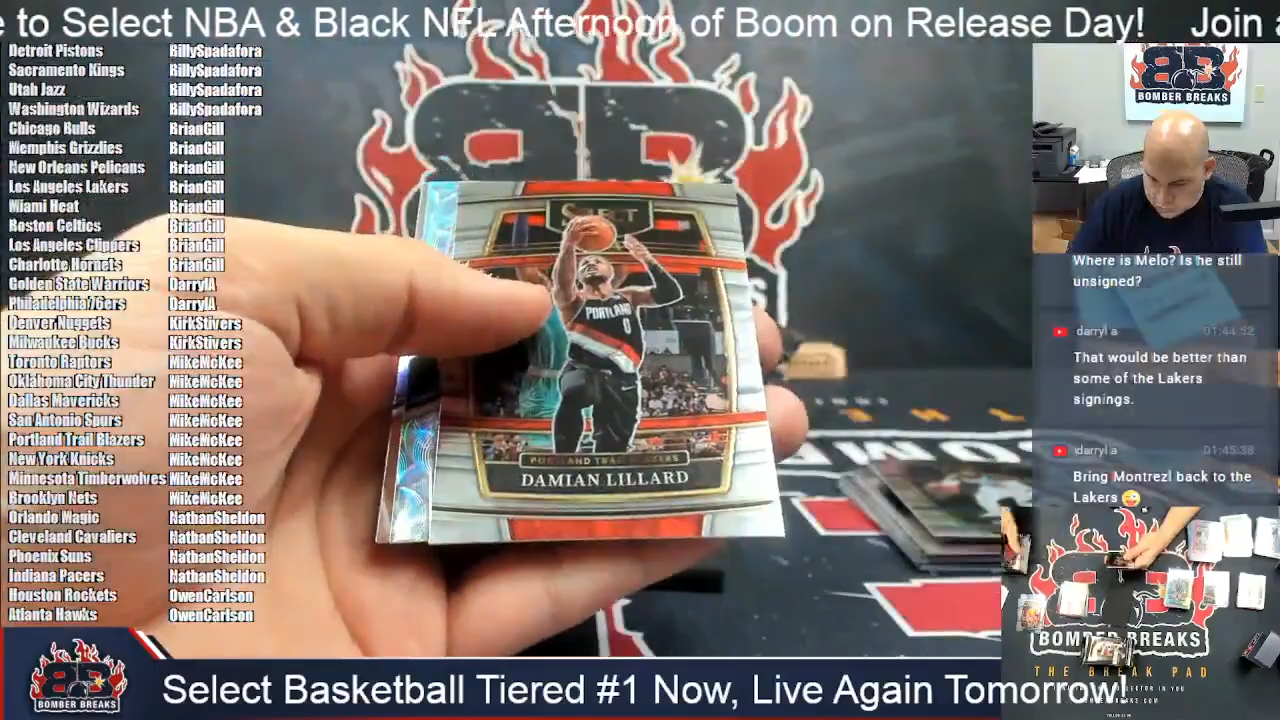 e to Select NBA & Black NFL Afternoon of Boom on Release Day! Join a
Detroit Pistons BillySpadafora
Sacramento Kings BillySpadafora
Utah Jazz BillySpadafora
Washington Wizards BillySpadafora
Chicago Bulls BrianGill
Memphis Grizzlies BrianGill
New Orleans Pelicans BrianGill
Los Angeles Lakers BrianGill
Miami Heat BrianGill
Boston Celtics BrianGill
Los Angeles Clippers BrianGill
Charlotte Hornets BrianGill
Golden State Warriors DarrylA
Philadelphia 76ers DarrylA
Denver Nuggets KirkStivers
Milwaukee Bucks KirkStivers
Toronto Raptors MikeMcKee
Oklahoma City Thunder MikeMcKee
Dallas Mavericks MikeMcKee
San Antonio Spurs MikeMcKee
Portland Trail Blazers MikeMcKee
New York Knicks MikeMcKee
Minnesota Timberwolves MikeMcKee
Brooklyn Nets MikeMcKee
Orlando Magic NathanSheldon
Cleveland Cavaliers NathanSheldon
Phoenix Suns NathanSheldon
Indiana Pacers NathanSheldon
Houston Rockets OwenCarlson
Atlanta Hawks OwenCarlson
SELECT
PORTLAND
0
PORTLAND TRAIL BLAZERS
DAMIAN LILLARD
BB
BOMBER BREAKS
Where is Melo? Is he still
unsigned?
darryl a 01:44:52
That would be better than
some of the Lakers
signings.
darryl a 01:45:38
Bring Montrezl back to the
Lakers 😜
BOMBER BREAKS
THE BREAK PAD
BB
BOMBER BREAKS
Select Basketball Tiered #1 Now, Live Again Tomorrow!